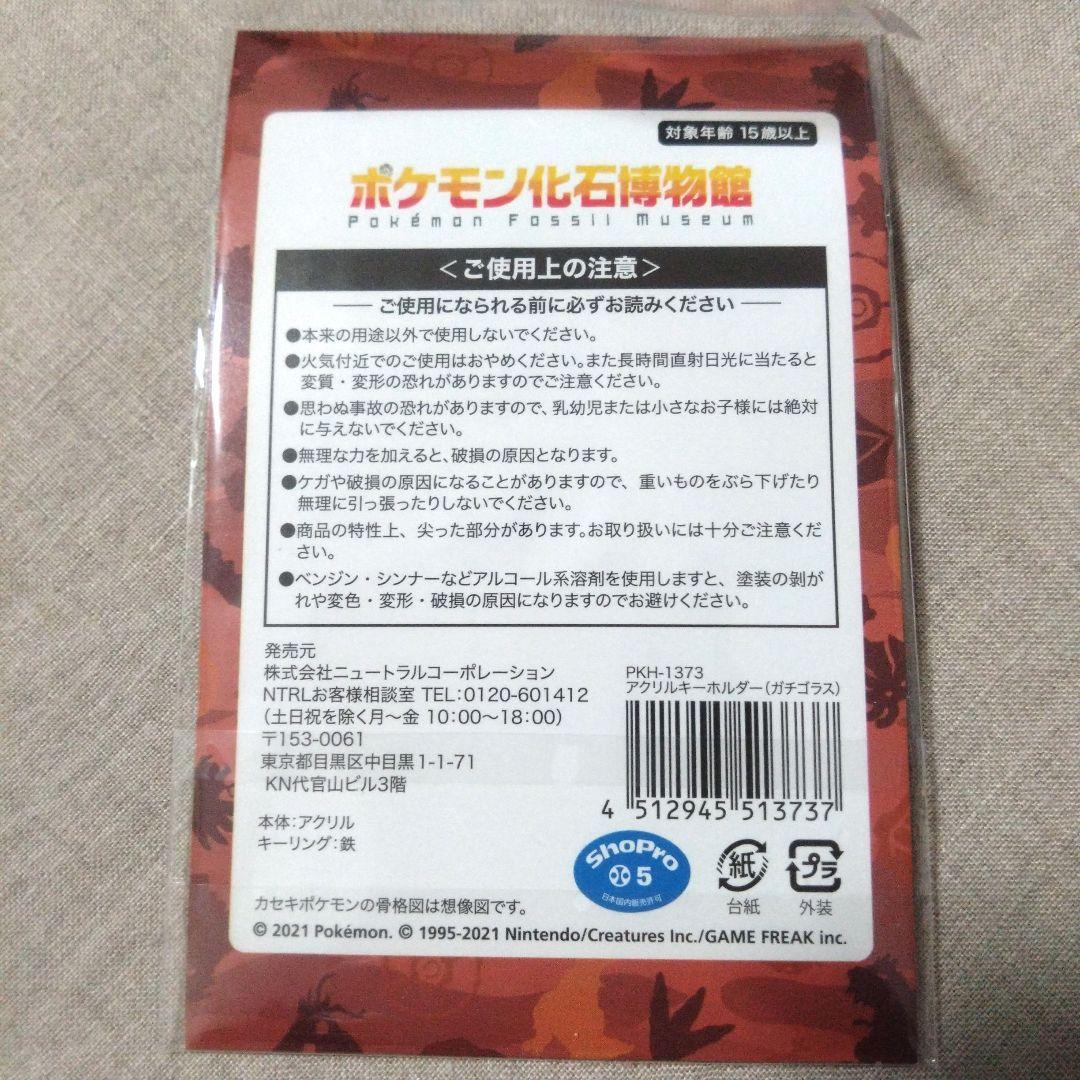 対象年齢 15歳以上
ポケモン化石博物館
Pokémon Fossil Museum
＜ご使用上の注意＞
ご使用になられる前に必ずお読みください
●本来の用途以外で使用しないでください。
●火気付近でのご使用はおやめください。また長時間直射日光に当たると
変質・変形の恐れがありますのでご注意ください。
●思わぬ事故の恐れがありますので、乳幼児または小さなお子様には絶対
に与えないでください。
●無理な力を加えると、破損の原因となります。
●ケガや破損の原因になることがありますので、重いものをぶら下げたり
無理に引っ張ったりしないでください。
●商品の特性上、尖った部分があります。お取り扱いには十分ご注意くだ
さい。
●ベンジン・シンナーなどアルコール系溶剤を使用しますと、塗装の剝が
れや変色・変形・破損の原因になりますのでお避けください。
発売元
株式会社ニュートラルコーポレーション
NTRLお客様相談室 TEL:0120-601412
(土日祝を除く月～金 10:00～18:00)
〒153-0061
東京都目黒区中目黒1-1-71
KN代官山ビル3階
本体:アクリル
キーリング:鉄
PKH-1373
アクリルキーホルダー(ガチゴラス)
4 512945 513737
ShoPro
5
日本国内販売許可
紙
台紙
プラ
外装
カセキポケモンの骨格図は想像図です。
© 2021 Pokémon. © 1995-2021 Nintendo/Creatures Inc./GAME FREAK inc.